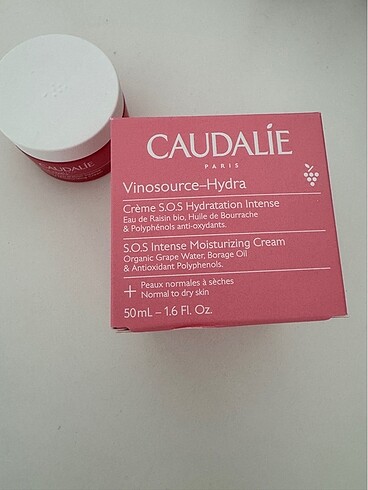 CAUDALÍE
CAUDALÍE
PARIS
Vinosource-Hydra
Crème S.O.S Hydratation Intense
Eau de Raisin bio, Huile de Bourrache
& Polyphénols anti-oxydants.
S.O.S Intense Moisturizing Cream
Organic Grape Water, Borage Oil
& Antioxidant Polyphenols.
+ Peaux normales à sèches
Normal to dry skin
50mL – 1.6 Fl. Oz.